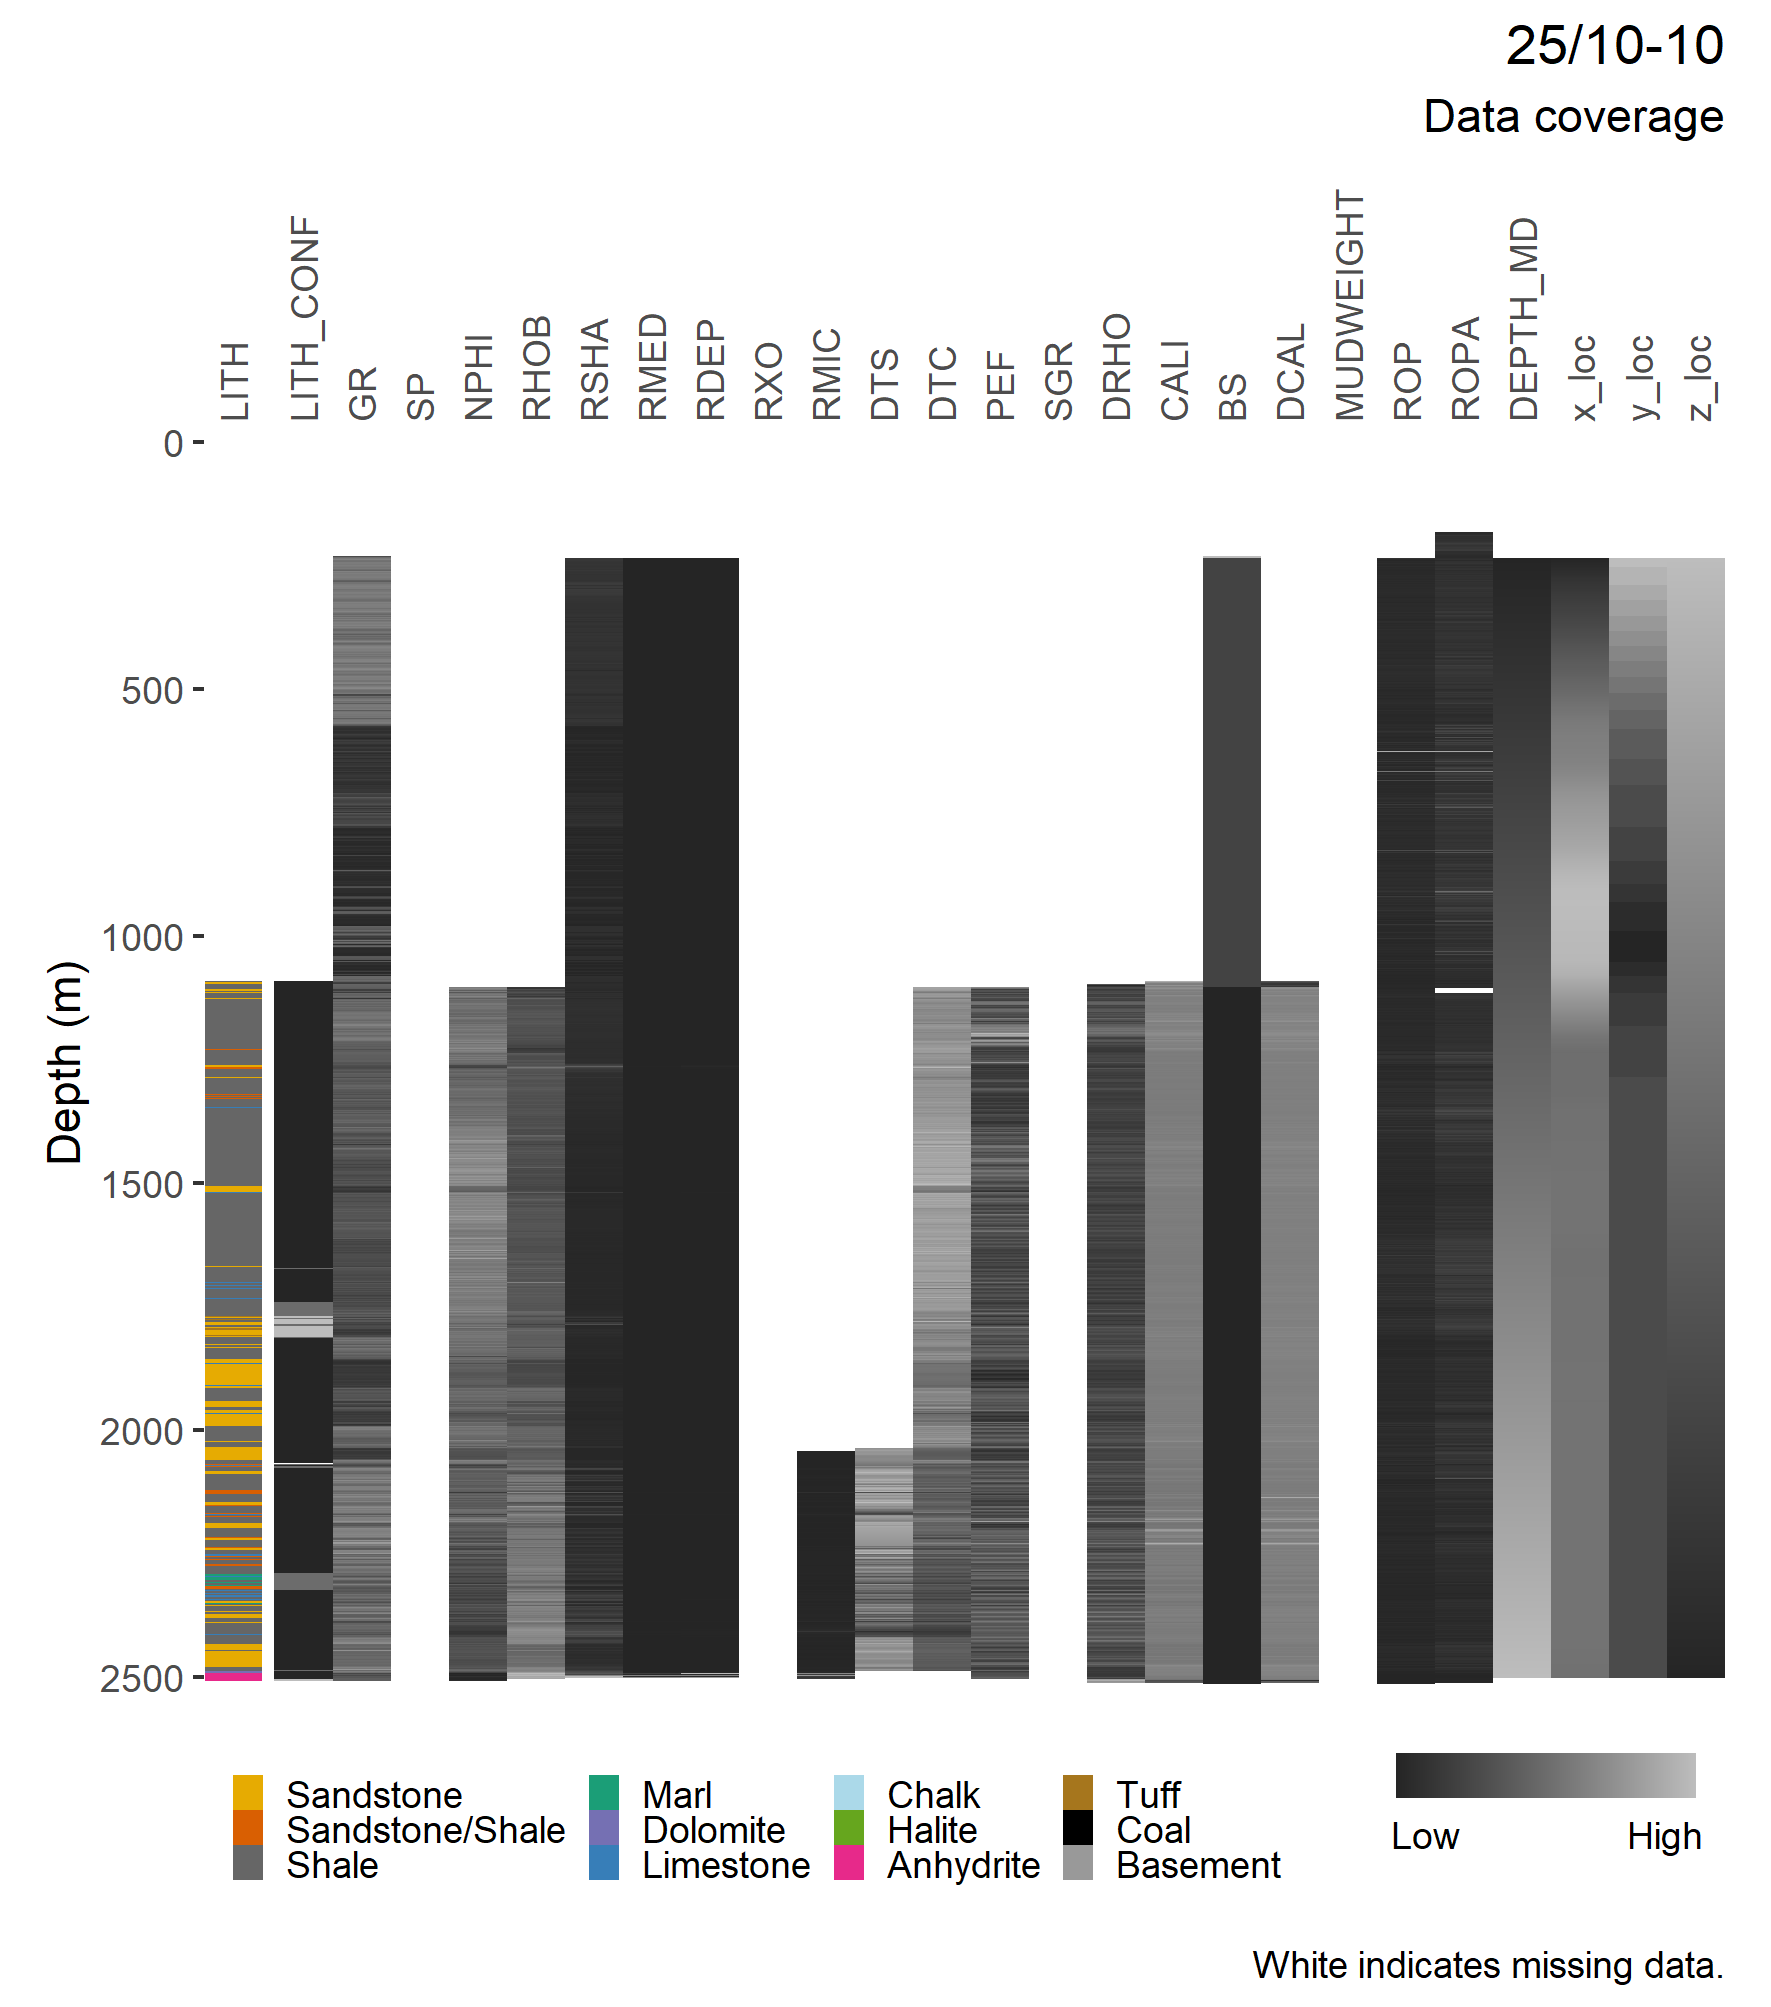 25/10-10
Data coverage
LITH
LITH_CONF
GR
SP
NPHI
RHOB
RSHA
RMED
RDEP
RXO
RMIC
DTS
DTC
PEF
SGR
DRHO
CALI
BS
DCAL
MUDWEIGHT
ROP
ROPA
DEPTH_MD
x_loc
y_loc
z_loc
Depth (m)
0
500
1000
1500
2000
2500
Sandstone
Sandstone/Shale
Shale
Marl
Dolomite
Limestone
Chalk
Halite
Anhydrite
Tuff
Coal
Basement
Low High
White indicates missing data.